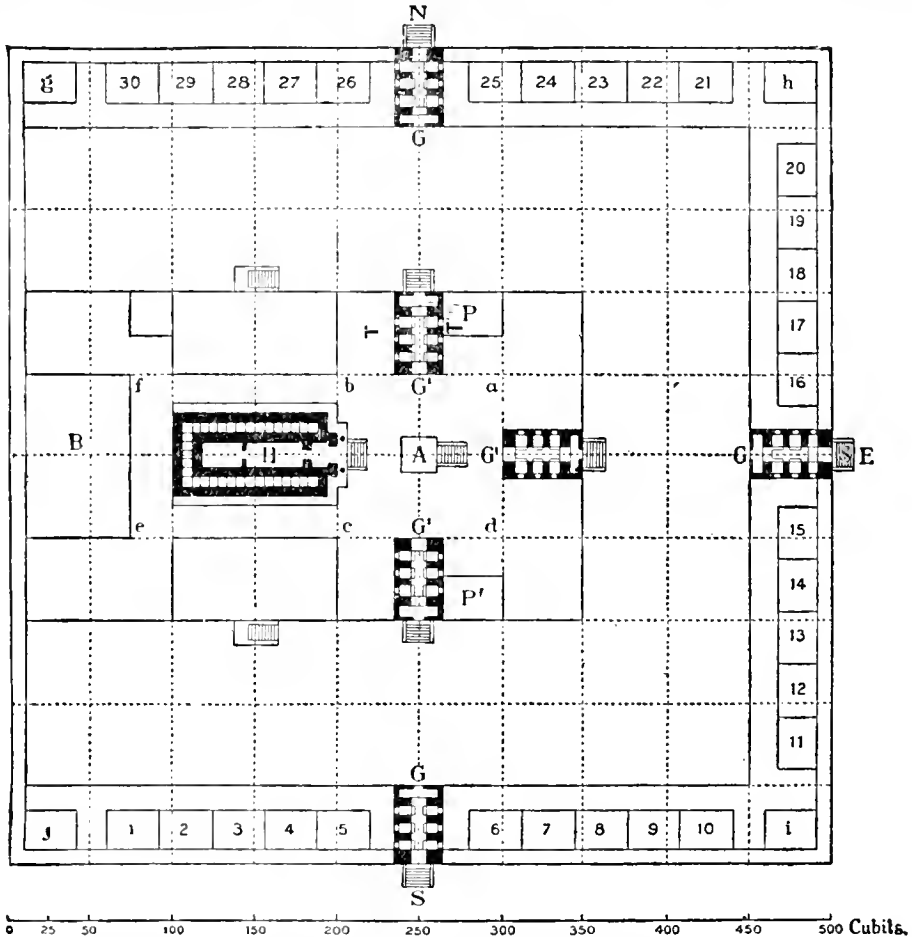 N
g 30 29 28 27 26 25 24 23 22 21 h
G
20
19
18
P 17
T T
16
f b G' a
B H A G' G S E
e c G' d
15
14
P'
13
12
11
G
j 1 2 3 4 5 6 7 8 9 10 i
S
0 25 50 100 150 200 250 300 350 400 450 500 Cubits.